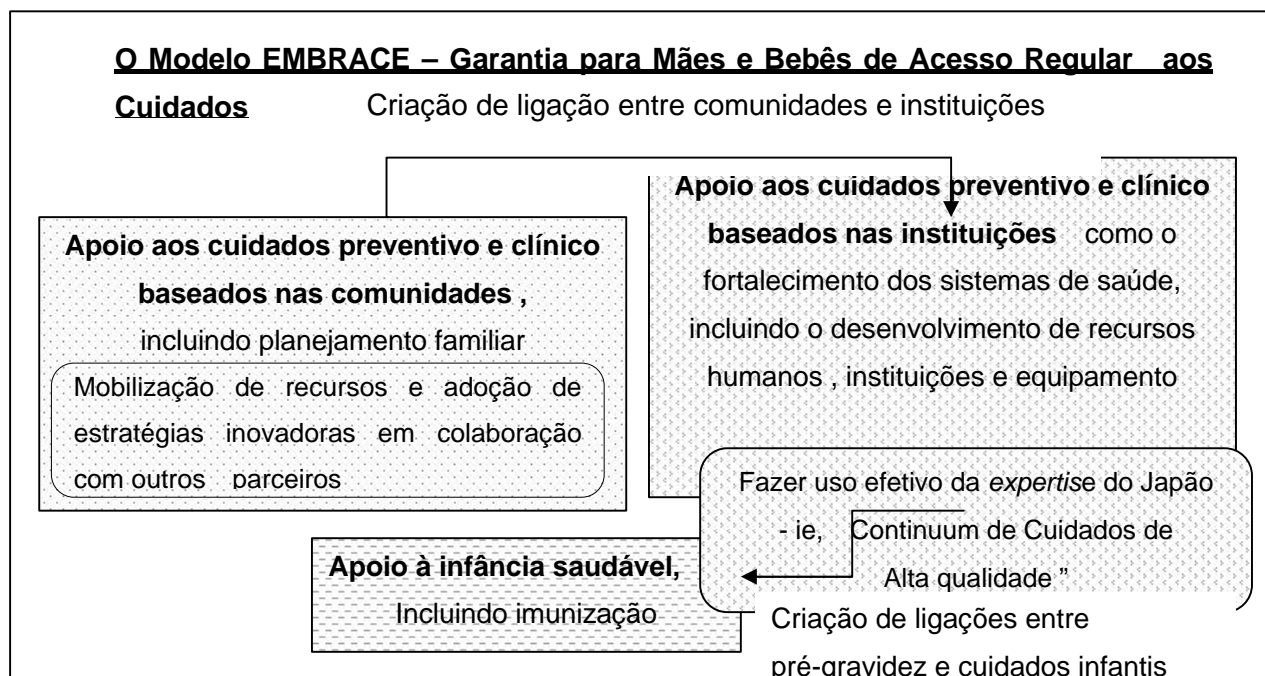 O Modelo EMBRACE – Garantia para Mães e Bebês de Acesso Regular aos
Cuidados Criação de ligação entre comunidades e instituições
Apoio aos cuidados preventivo e clínico
baseados nas comunidades ,
incluindo planejamento familiar
Mobilização de recursos e adoção de
estratégias inovadoras em colaboração
com outros parceiros
Apoio aos cuidados preventivo e clínico
baseados nas instituições como o
fortalecimento dos sistemas de saúde,
incluindo o desenvolvimento de recursos
humanos , instituições e equipamento
Fazer uso efetivo da expertise do Japão
- ie, Continuum de Cuidados de
Alta qualidade ”
Apoio à infância saudável,
Incluindo imunização
Criação de ligações entre
pré-gravidez e cuidados infantis